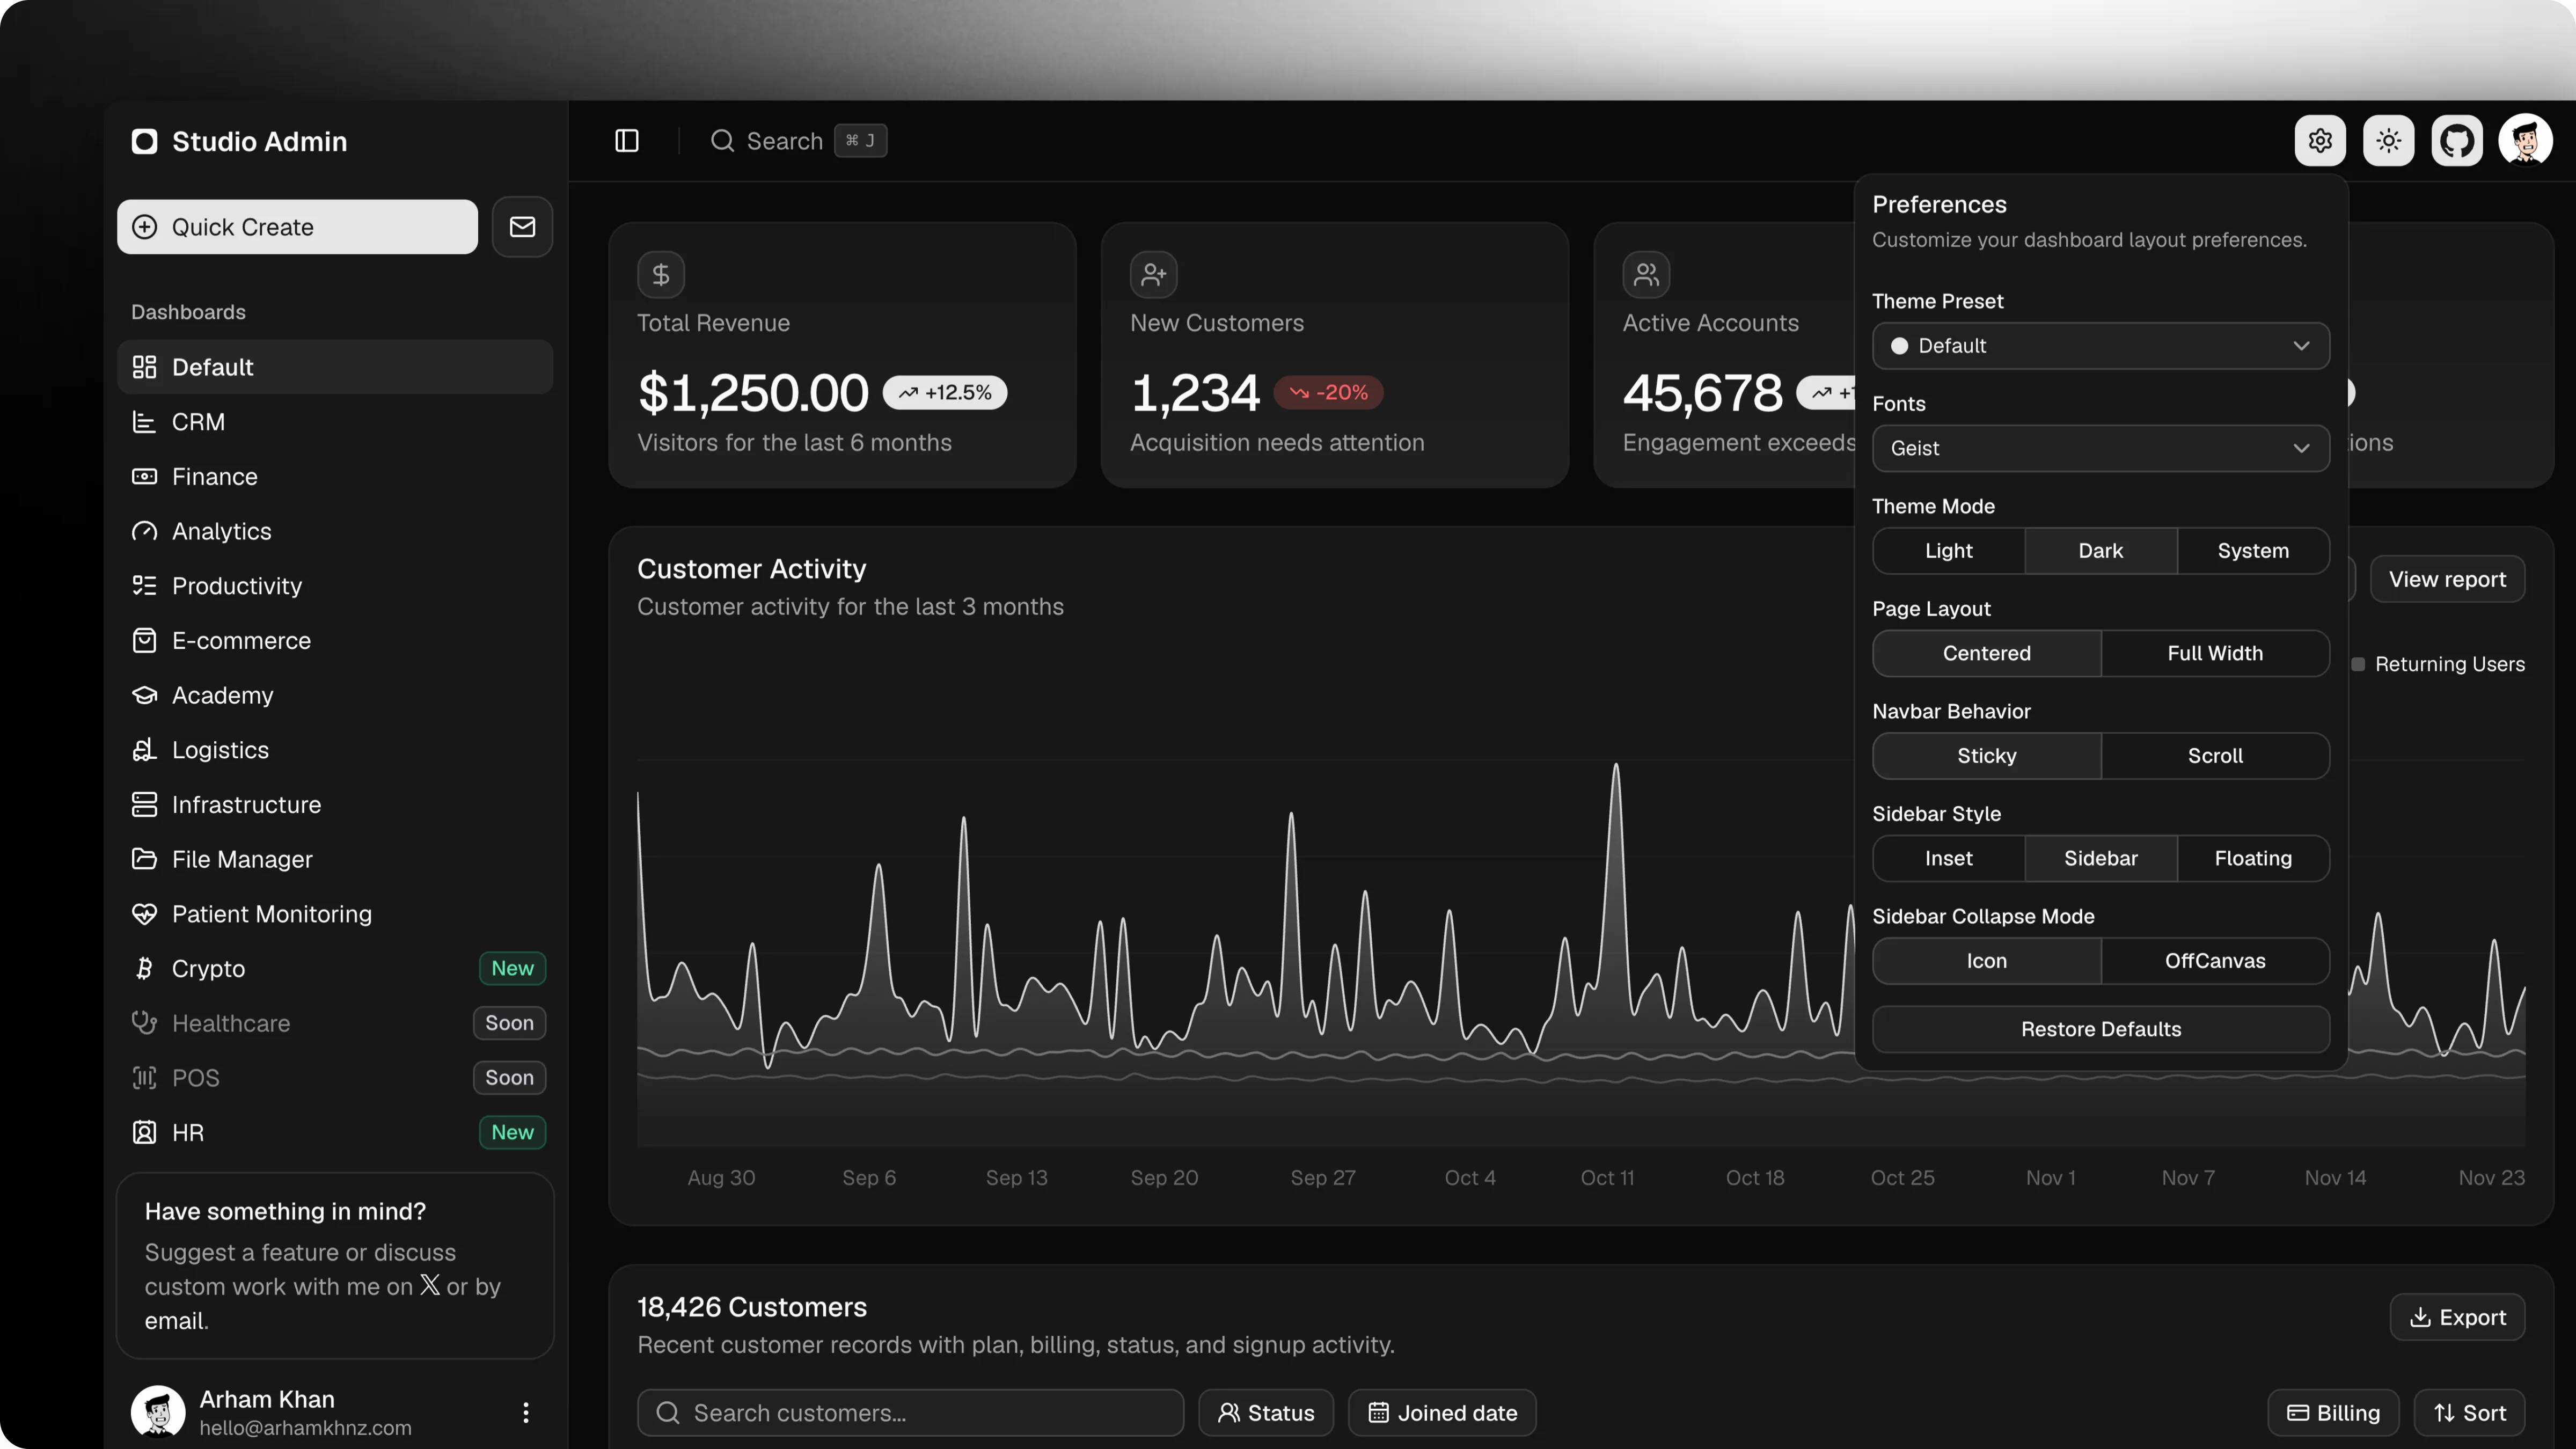 Studio Admin
Search
⌘ J
Quick Create
Dashboards
Default
CRM
Finance
Analytics
Productivity
E-commerce
Academy
Logistics
Infrastructure
File Manager
Patient Monitoring
Crypto New
Healthcare Soon
POS Soon
HR New
Have something in mind?
Suggest a feature or discuss
custom work with me on X or by
email.
Arham Khan
hello@arhamkhnz.com
Total Revenue
$1,250.00 +12.5%
Visitors for the last 6 months
New Customers
1,234 -20%
Acquisition needs attention
Active Accounts
45,678
Engagement exceeds
Preferences
Customize your dashboard layout preferences.
Theme Preset
Default
Fonts
Geist
Theme Mode
Light Dark System
Page Layout
Centered Full Width
Navbar Behavior
Sticky Scroll
Sidebar Style
Inset Sidebar Floating
Sidebar Collapse Mode
Icon OffCanvas
Restore Defaults
Customer Activity
Customer activity for the last 3 months
View report
Returning Users
Aug 30 Sep 6 Sep 13 Sep 20 Sep 27 Oct 4 Oct 11 Oct 18 Oct 25 Nov 1 Nov 7 Nov 14 Nov 23
18,426 Customers
Recent customer records with plan, billing, status, and signup activity.
Export
Search customers...
Status
Joined date
Billing
Sort